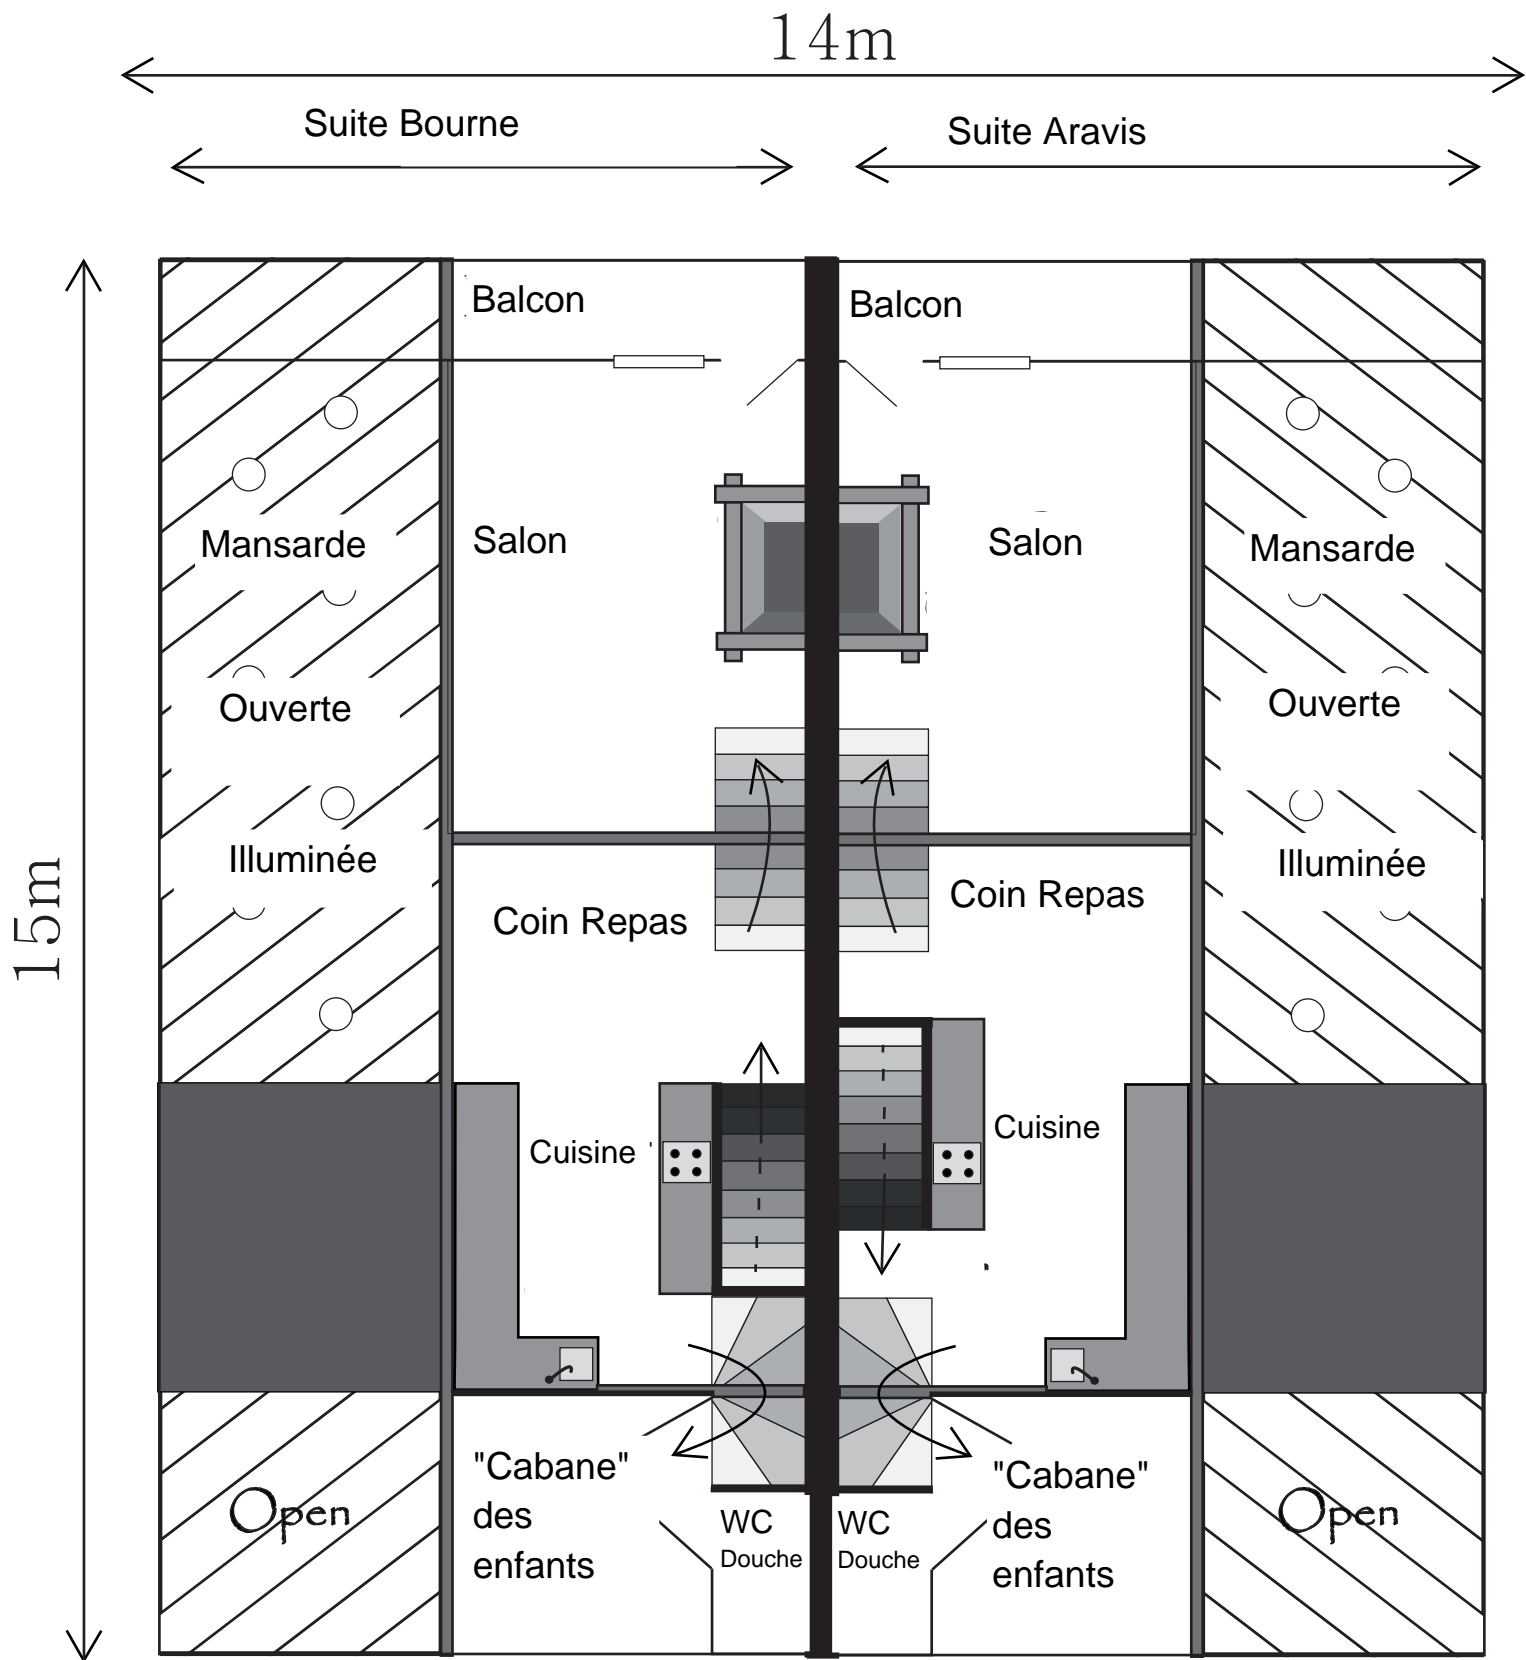 14m
Suite Bourne
Suite Aravis
Balcon
Balcon
Mansarde
Salon
Salon
Mansarde
Ouverte
Ouverte
Illuminée
Illuminée
15m
Coin Repas
Coin Repas
Cuisine
Cuisine
"Cabane"
des
enfants
"Cabane"
des
enfants
Open
Open
WC
Douche
WC
Douche